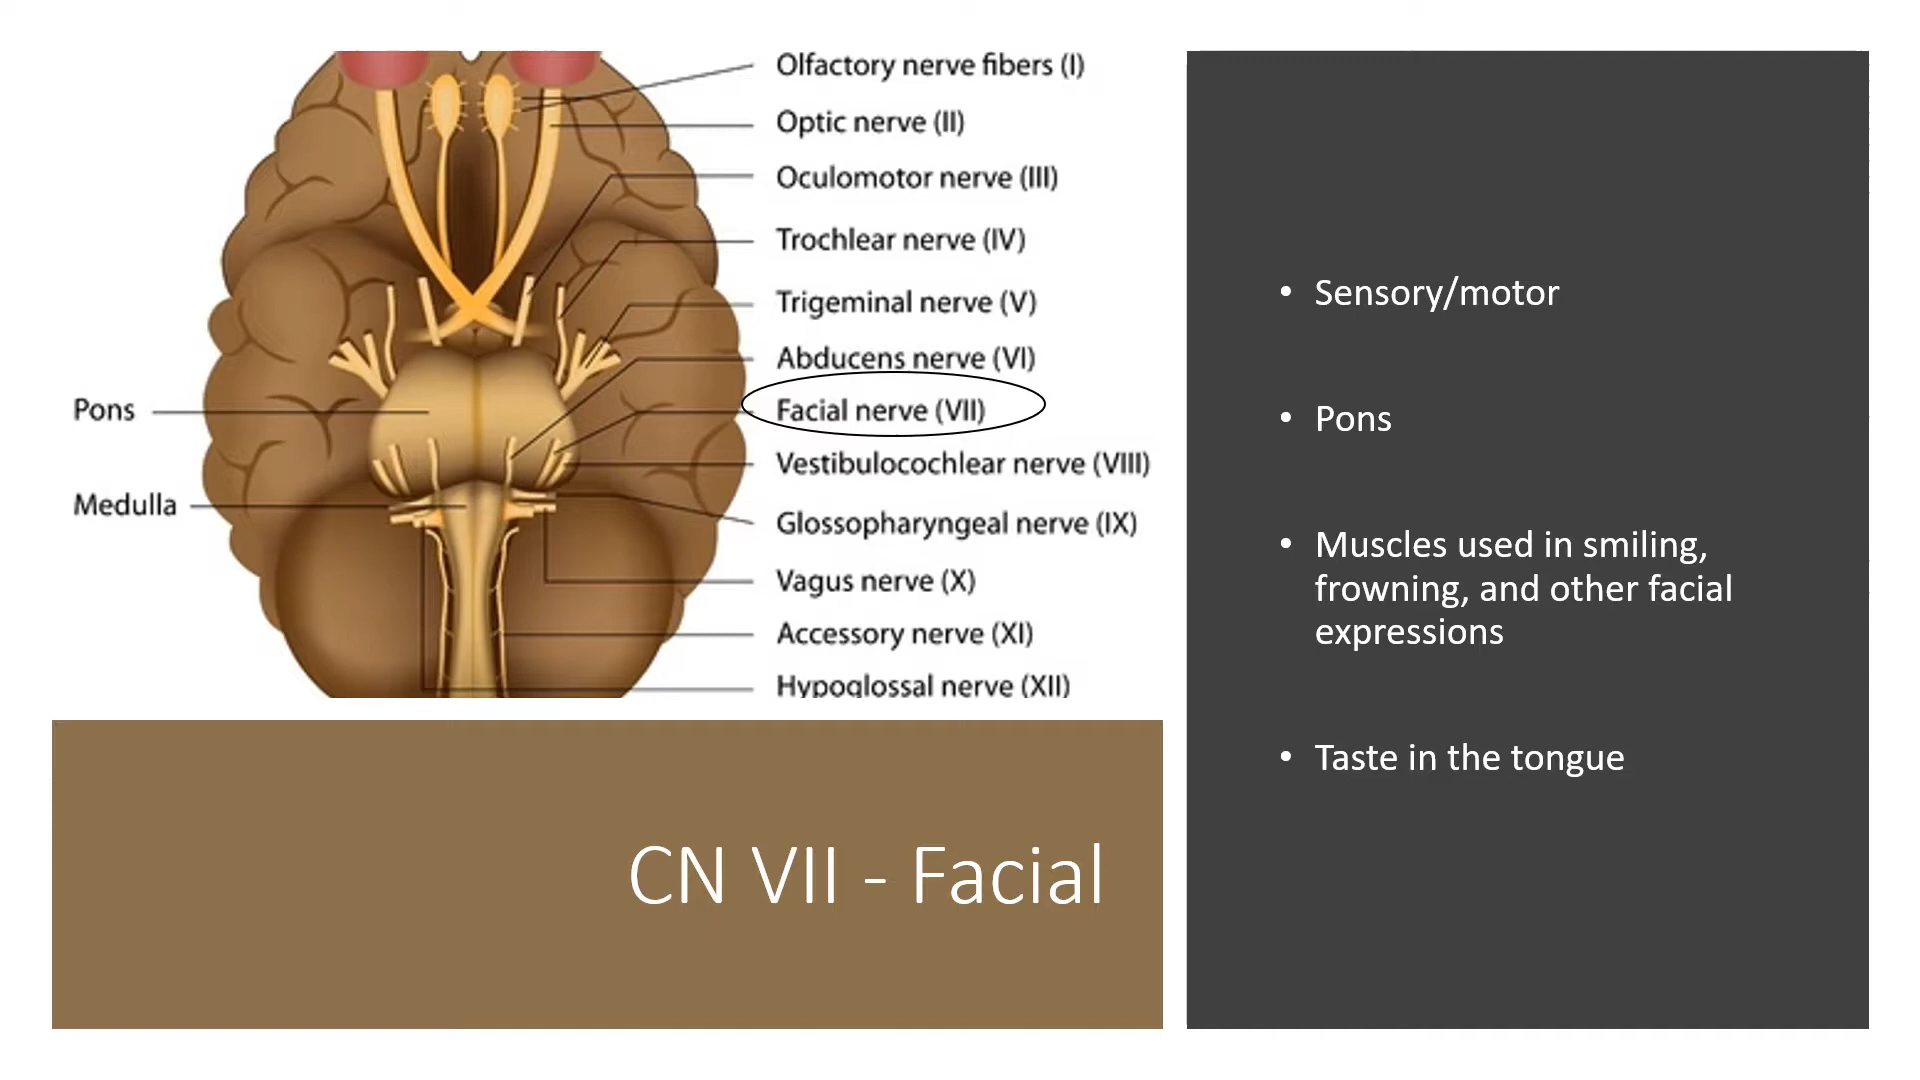 Olfactory nerve fibers (I)
Optic nerve (II)
Oculomotor nerve (III)
Trochlear nerve (IV)
Trigeminal nerve (V)
Abducens nerve (VI)
Facial nerve (VII)
Vestibulocochlear nerve (VIII)
Glossopharyngeal nerve (IX)
Vagus nerve (X)
Accessory nerve (XI)
Hypoglossal nerve (XII)
Pons
Medulla
CN VII - Facial
• Sensory/motor
• Pons
• Muscles used in smiling,
frowning, and other facial
expressions
• Taste in the tongue